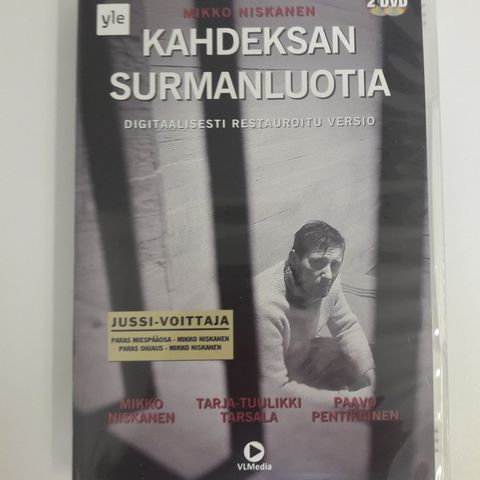 yle
MIKKO NISKANEN
2 DVD
KAHDEKSAN
SURMANLUOTIA
DIGITAALISESTI RESTAUROITU VERSIO
JUSSI-VOITTAJA
PARAS MIESPÄÄOSA - MIKKO NISKANEN
PARAS OHJAUS - MIKKO NISKANEN
MIKKO TARJA-TUULIKKI PAAVO
NISKANEN TARSALA PENTIKÄINEN
VLMedia